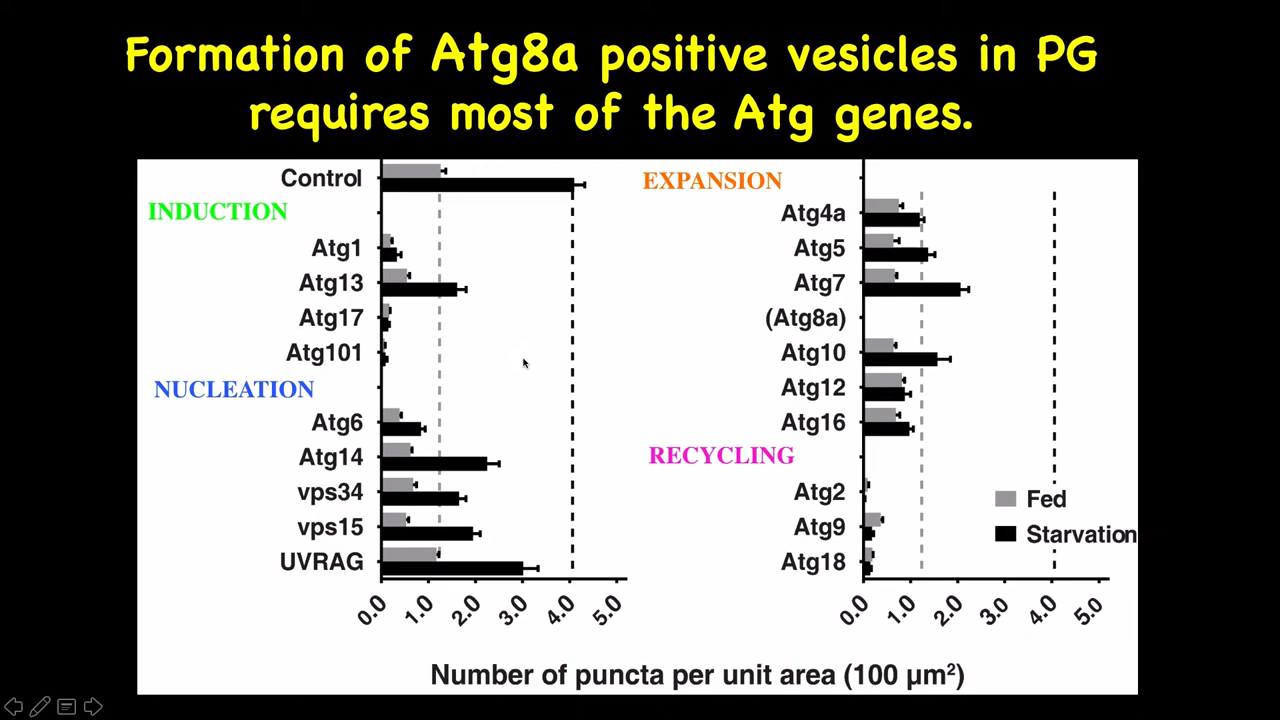 Formation of Atg8a positive vesicles in PG
requires most of the Atg genes.
Control
INDUCTION
Atg1
Atg13
Atg17
Atg101
NUCLEATION
Atg6
Atg14
vps34
vps15
UVRAG
0.0 1.0 2.0 3.0 4.0 5.0
EXPANSION
Atg4a
Atg5
Atg7
(Atg8a)
Atg10
Atg12
Atg16
RECYCLING
Atg2
Atg9
Atg18
Fed
Starvation
0.0 1.0 2.0 3.0 4.0 5.0
Number of puncta per unit area (100 µm²)